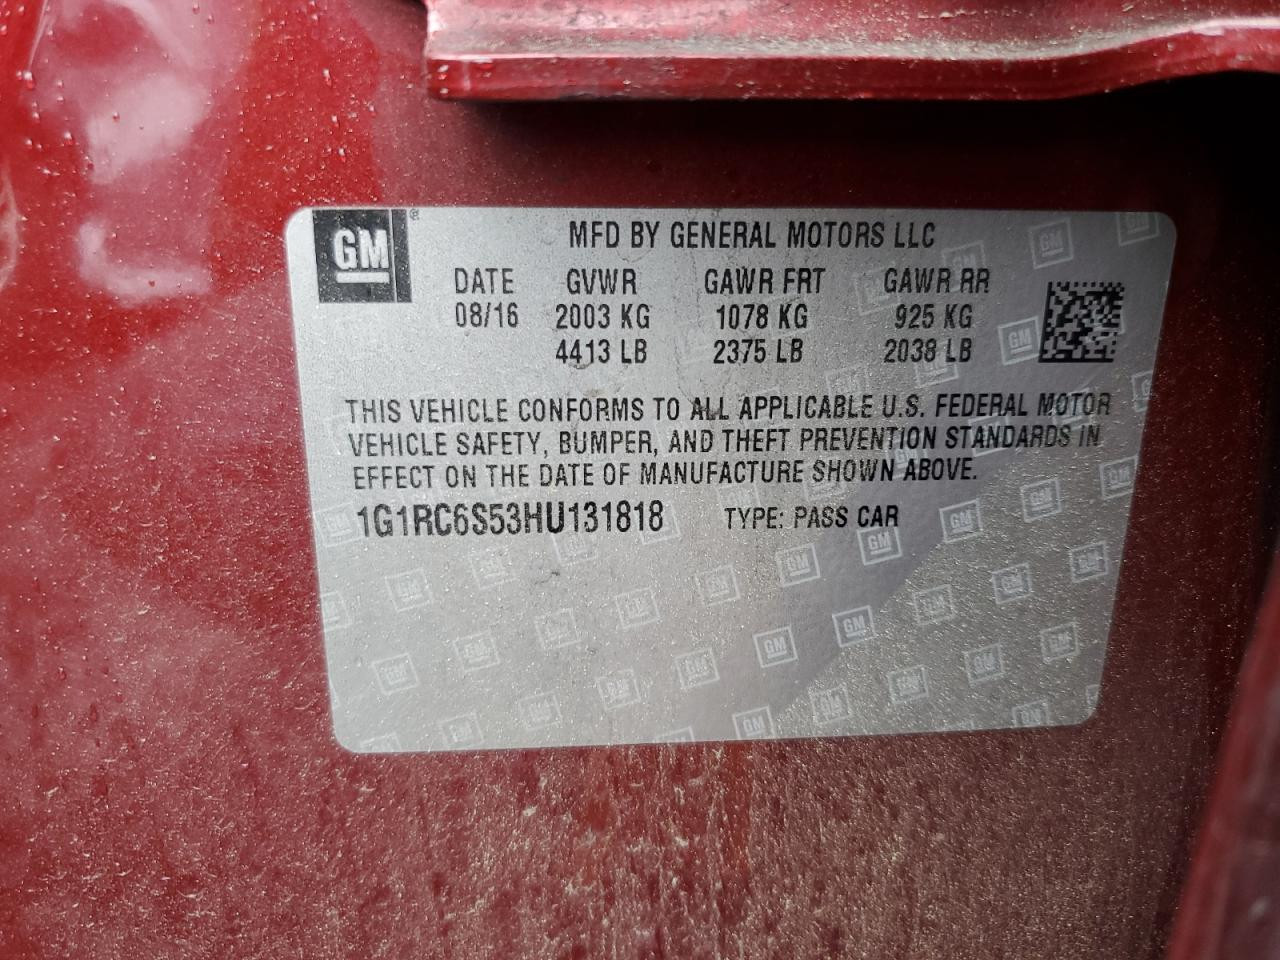 GM
MFD BY GENERAL MOTORS LLC
DATE GVWR GAWR FRT GAWR RR
08/16 2003 KG 1078 KG 925 KG
4413 LB 2375 LB 2038 LB
THIS VEHICLE CONFORMS TO ALL APPLICABLE U.S. FEDERAL MOTOR
VEHICLE SAFETY, BUMPER, AND THEFT PREVENTION STANDARDS IN
EFFECT ON THE DATE OF MANUFACTURE SHOWN ABOVE.
1G1RC6S53HU131818 TYPE: PASS CAR